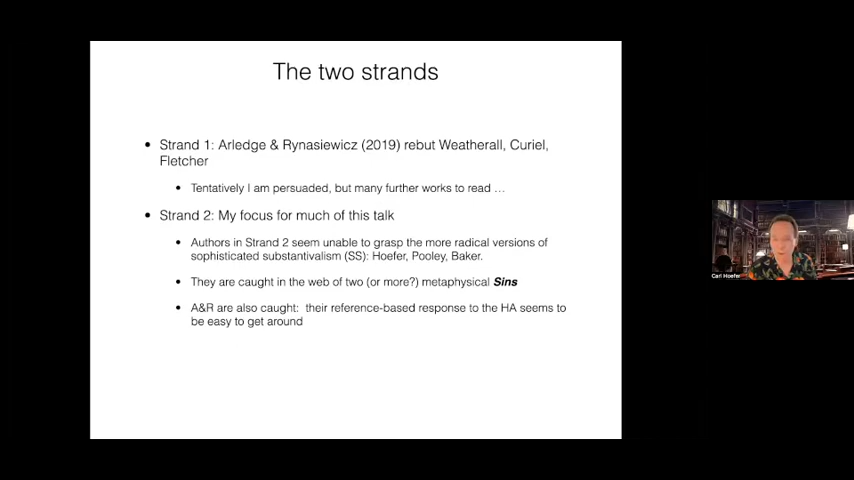 The two strands
• Strand 1: Arledge & Rynasiewicz (2019) rebut Weatherall, Curiel,
Fletcher
• Tentatively I am persuaded, but many further works to read …
• Strand 2: My focus for much of this talk
• Authors in Strand 2 seem unable to grasp the more radical versions of
sophisticated substantivalism (SS): Hoefer, Pooley, Baker.
• They are caught in the web of two (or more?) metaphysical Sins
• A&R are also caught: their reference-based response to the HA seems to
be easy to get around
Carl Hoefer